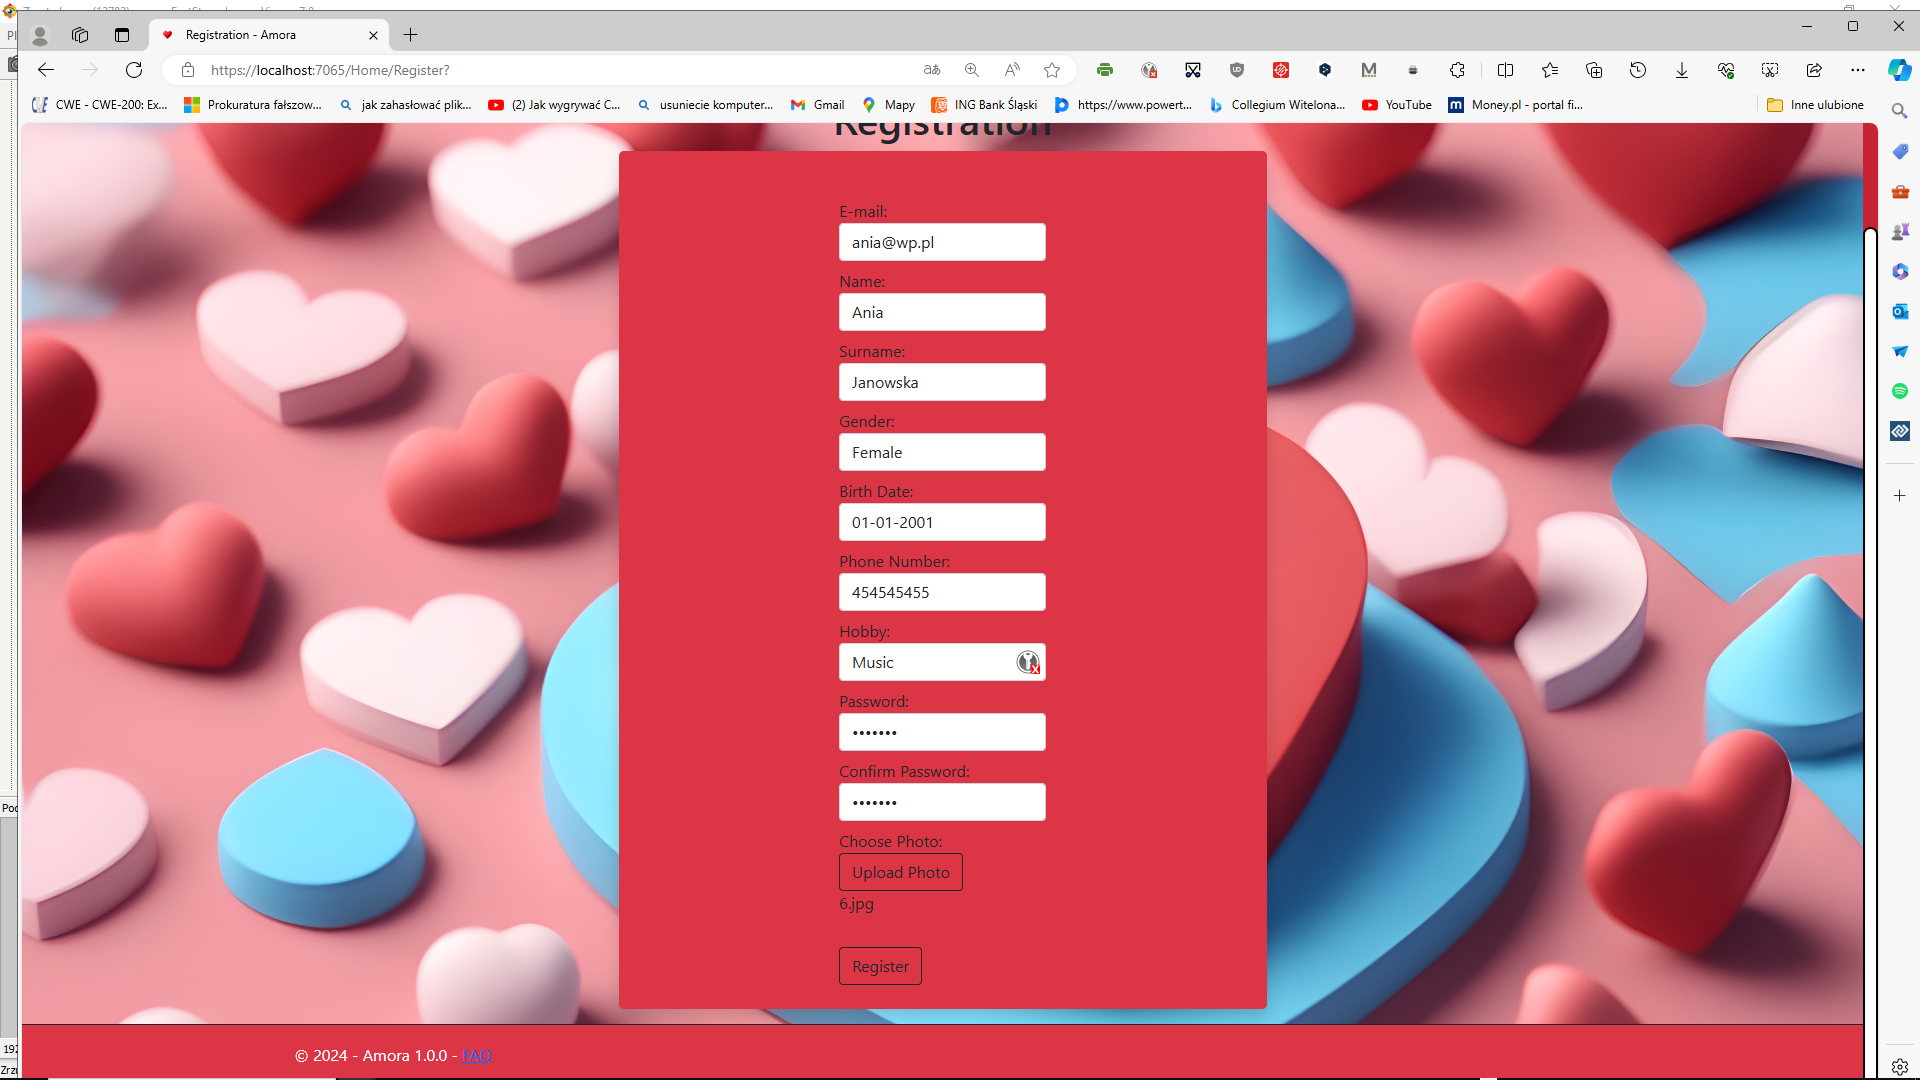 Registration - Amora
https://localhost:7065/Home/Register?
CWE - CWE-200: Ex...
Prokuratura fałszow...
jak zahasłować plik...
(2) Jak wygrywać C...
usuniecie komputer...
Gmail
Mapy
ING Bank Śląski
https://www.powert...
Collegium Witelona...
YouTube
Money.pl - portal fi...
Inne ulubione
Registration
E-mail:
ania@wp.pl
Name:
Ania
Surname:
Janowska
Gender:
Female
Birth Date:
01-01-2001
Phone Number:
454545455
Hobby:
Music
Password:
•••••••
Confirm Password:
•••••••
Choose Photo:
Upload Photo
6.jpg
Register
© 2024 - Amora 1.0.0 - FAQ